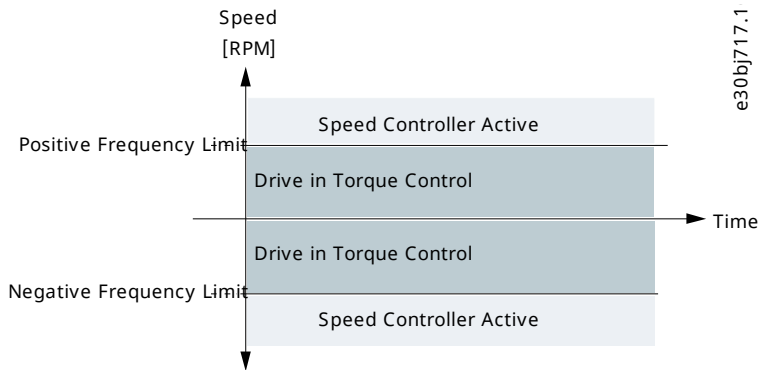 Speed
[RPM]
e30bj717.1
Speed Controller Active
Positive Frequency Limit
Drive in Torque Control
Time
Drive in Torque Control
Negative Frequency Limit
Speed Controller Active